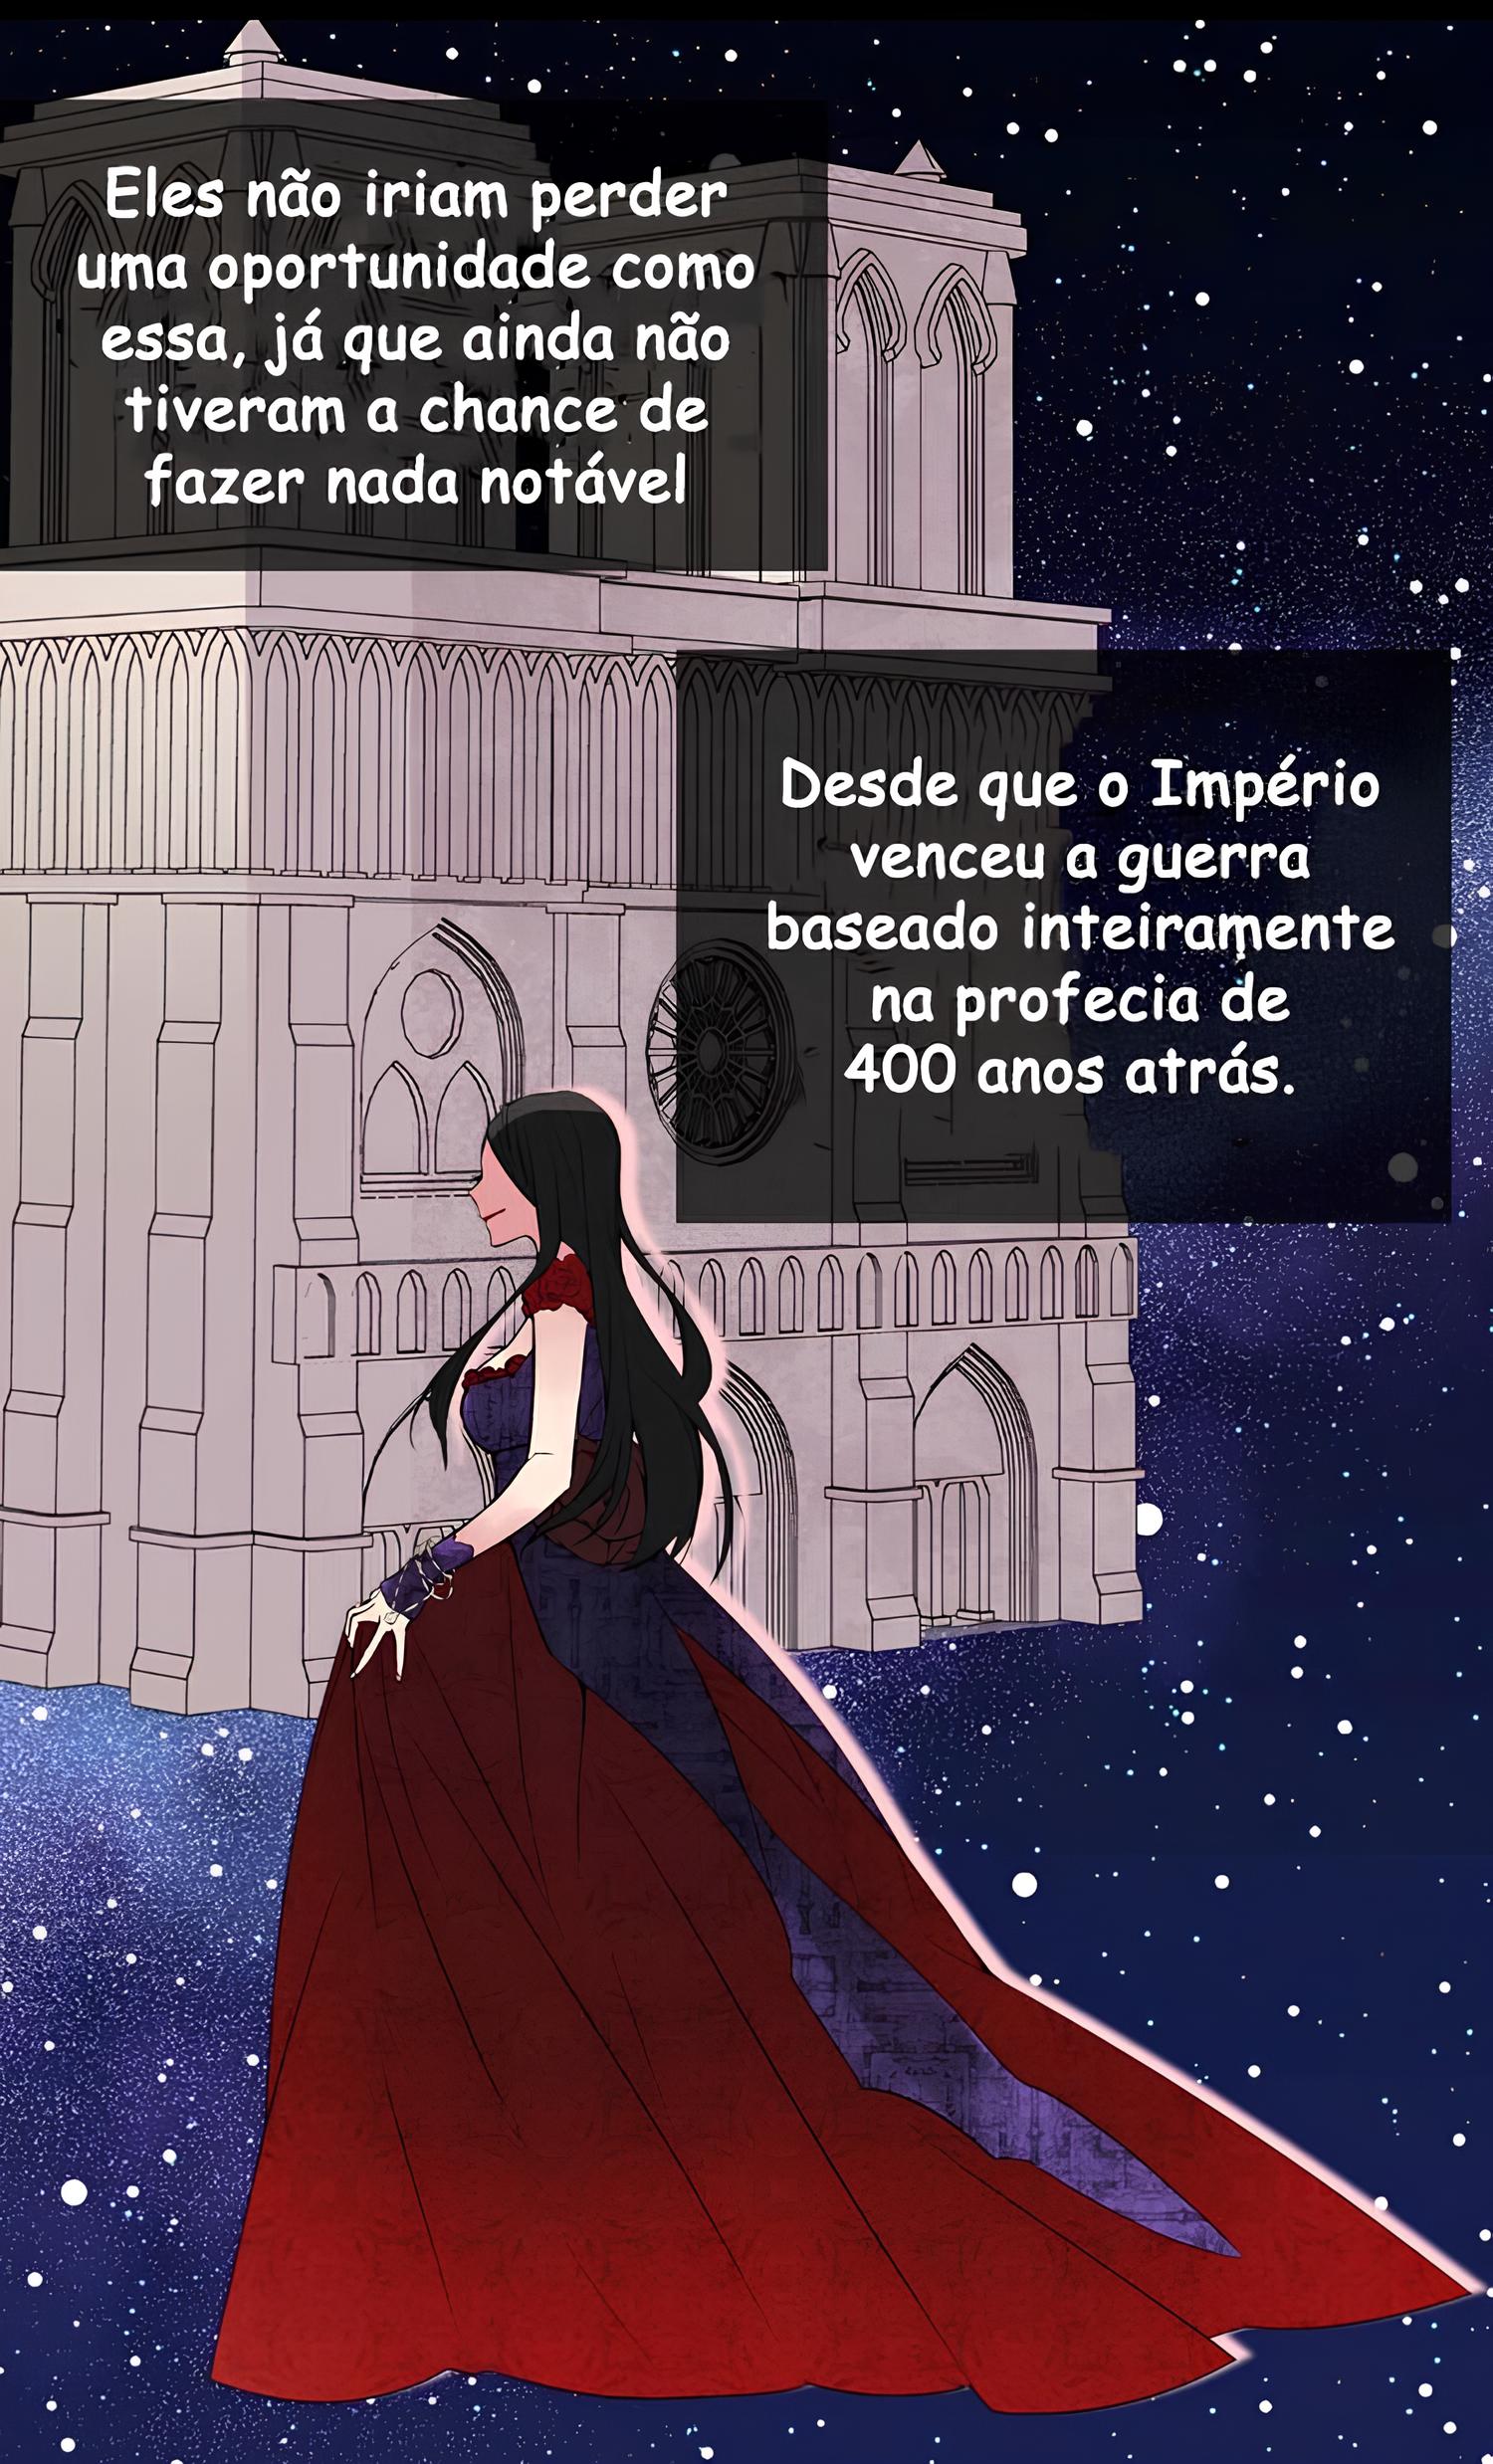 Eles não iriam perder
uma oportunidade como
essa, já que ainda não
tiveram a chance de
fazer nada notável
Desde que o Império
venceu a guerra
baseado inteiramente
na profecia de
400 anos atrás.